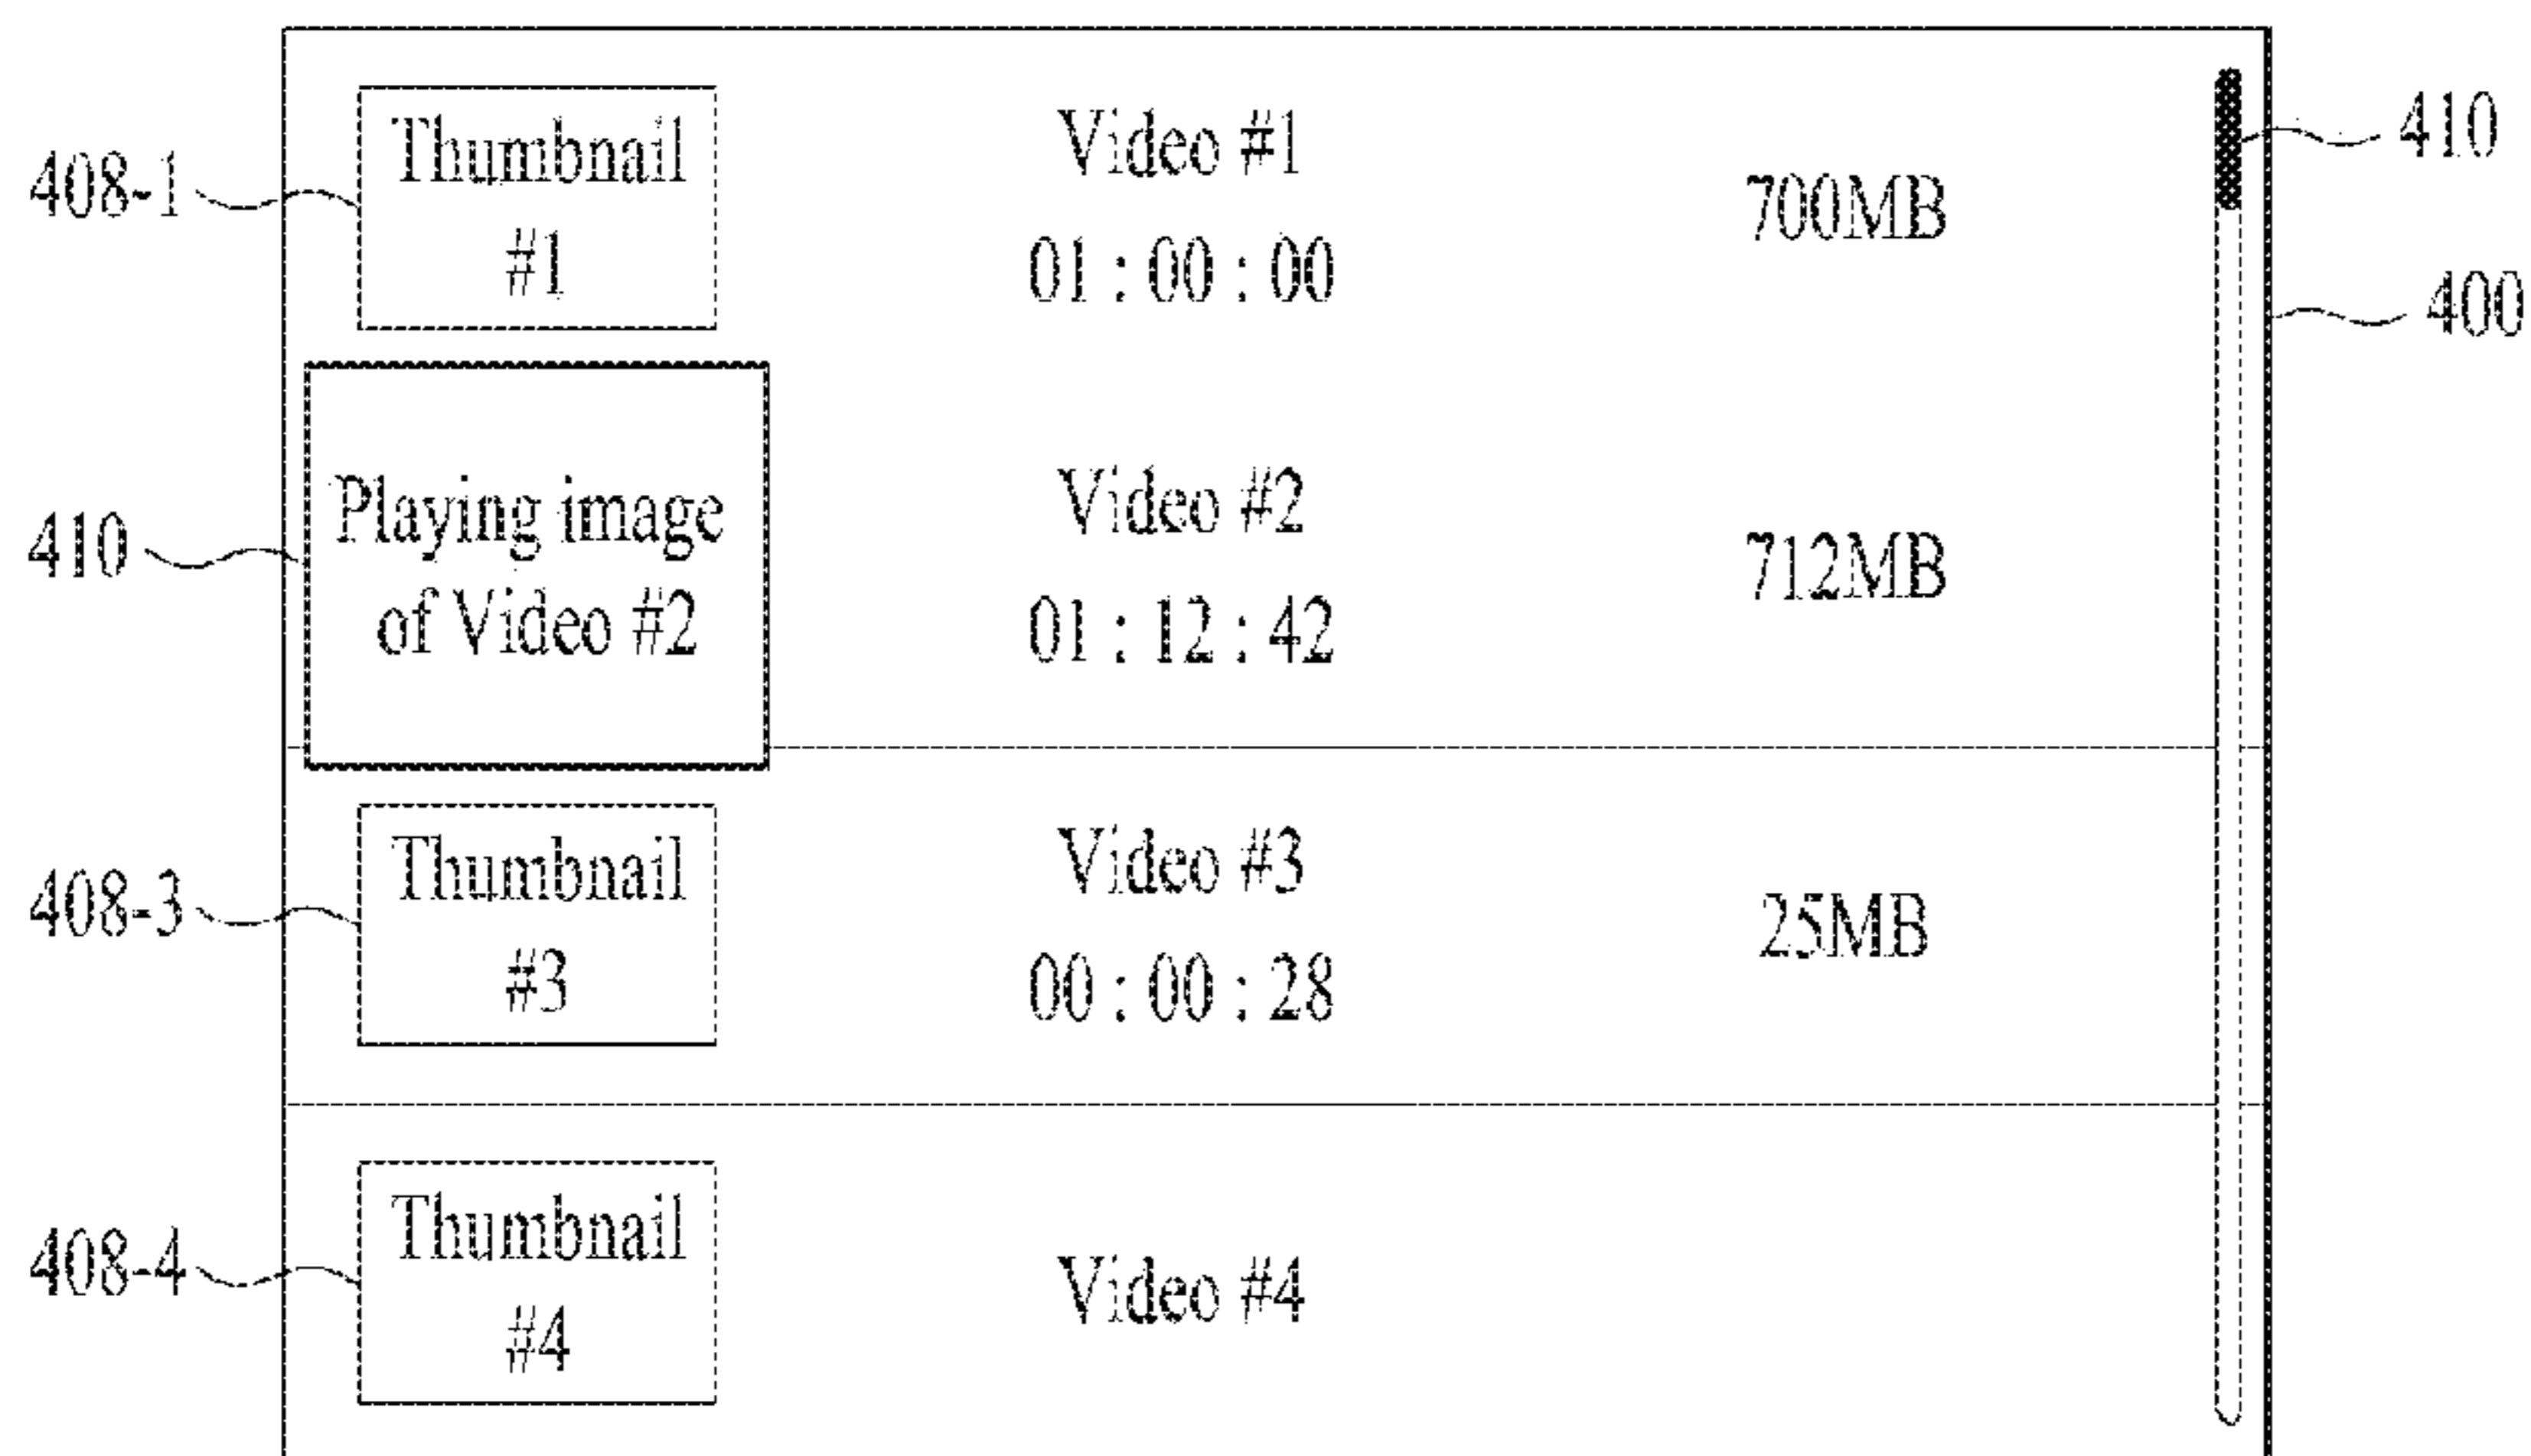 Thumbnail
#1
Video #1
01 : 00 : 00
700MB
410
408-1
400
Playing image
of Video #2
Video #2
01 : 12 : 42
712MB
410
Thumbnail
#3
Video #3
00 : 00 : 28
25MB
408-3
Thumbnail
#4
Video #4
408-4